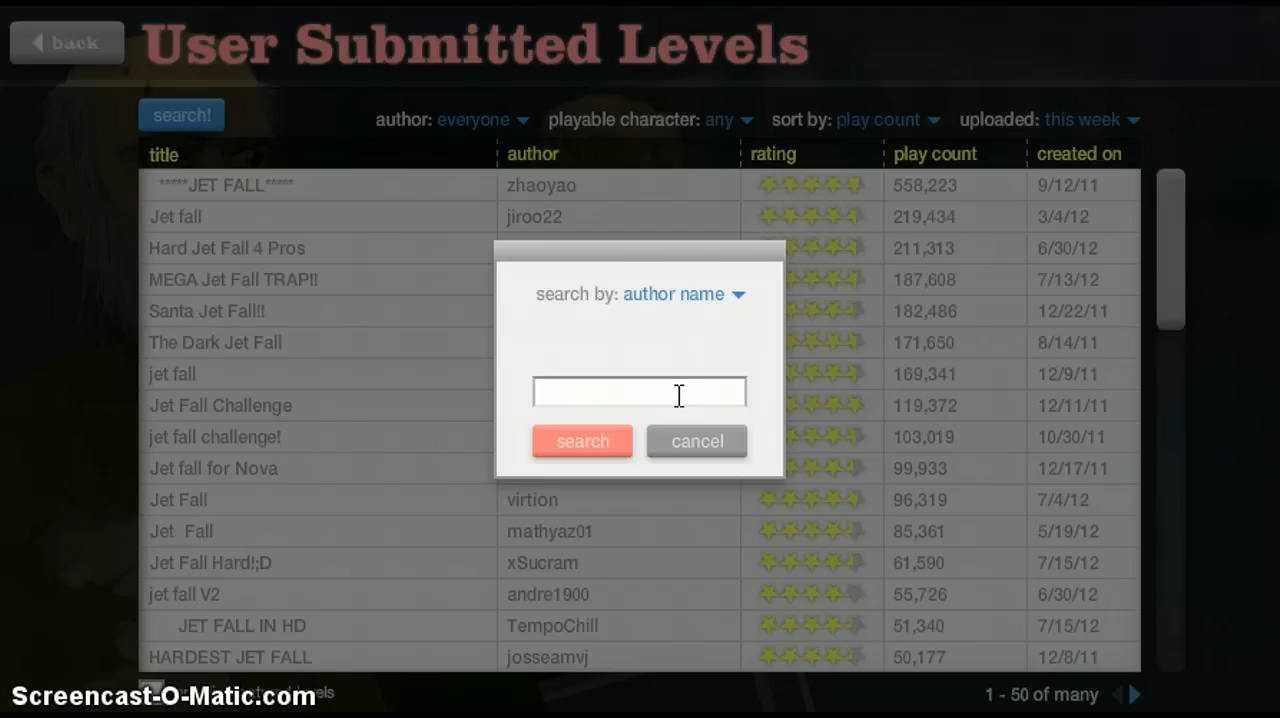 back
User Submitted Levels
search!
author: everyone playable character: any sort by: play count uploaded: this week
title author rating play count created on
*****JET FALL***** zhaoyao 558,223 9/12/11
Jet fall jiroo22 219,434 3/4/12
Hard Jet Fall 4 Pros 211,313 6/30/12
MEGA Jet Fall TRAP!! 187,608 7/13/12
Santa Jet Fall!! 182,486 12/22/11
The Dark Jet Fall 171,650 8/14/11
jet fall 169,341 12/9/11
Jet Fall Challenge 119,372 12/11/11
jet fall challenge! 103,019 10/30/11
Jet fall for Nova 99,933 12/17/11
Jet Fall virtion 96,319 7/4/12
Jet Fall mathyaz01 85,361 5/19/12
Jet Fall Hard!;D xSucram 61,590 7/15/12
jet fall V2 andre1900 55,726 6/30/12
JET FALL IN HD TempoChill 51,340 7/15/12
HARDEST JET FALL josseamvj 50,177 12/8/11
search by: author name
search cancel
levels
1 - 50 of many
Screencast-O-Matic.com